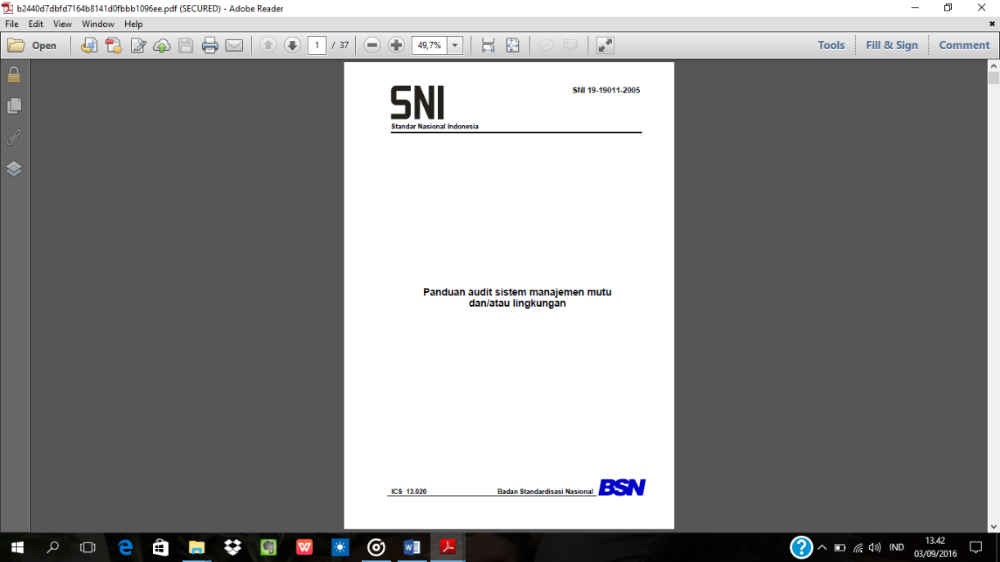 b2440d7dbfd7164b8141d0fbbb1096ee.pdf (SECURED) - Adobe Reader
File Edit View Window Help
Open 1 / 37 49,7% Tools Fill & Sign Comment
SNI 19-19011-2005
SNI
Standar Nasional Indonesia
Panduan audit sistem manajemen mutu
dan/atau lingkungan
ICS 13.020 Badan Standardisasi Nasional BSN
IND
13.42
03/09/2016